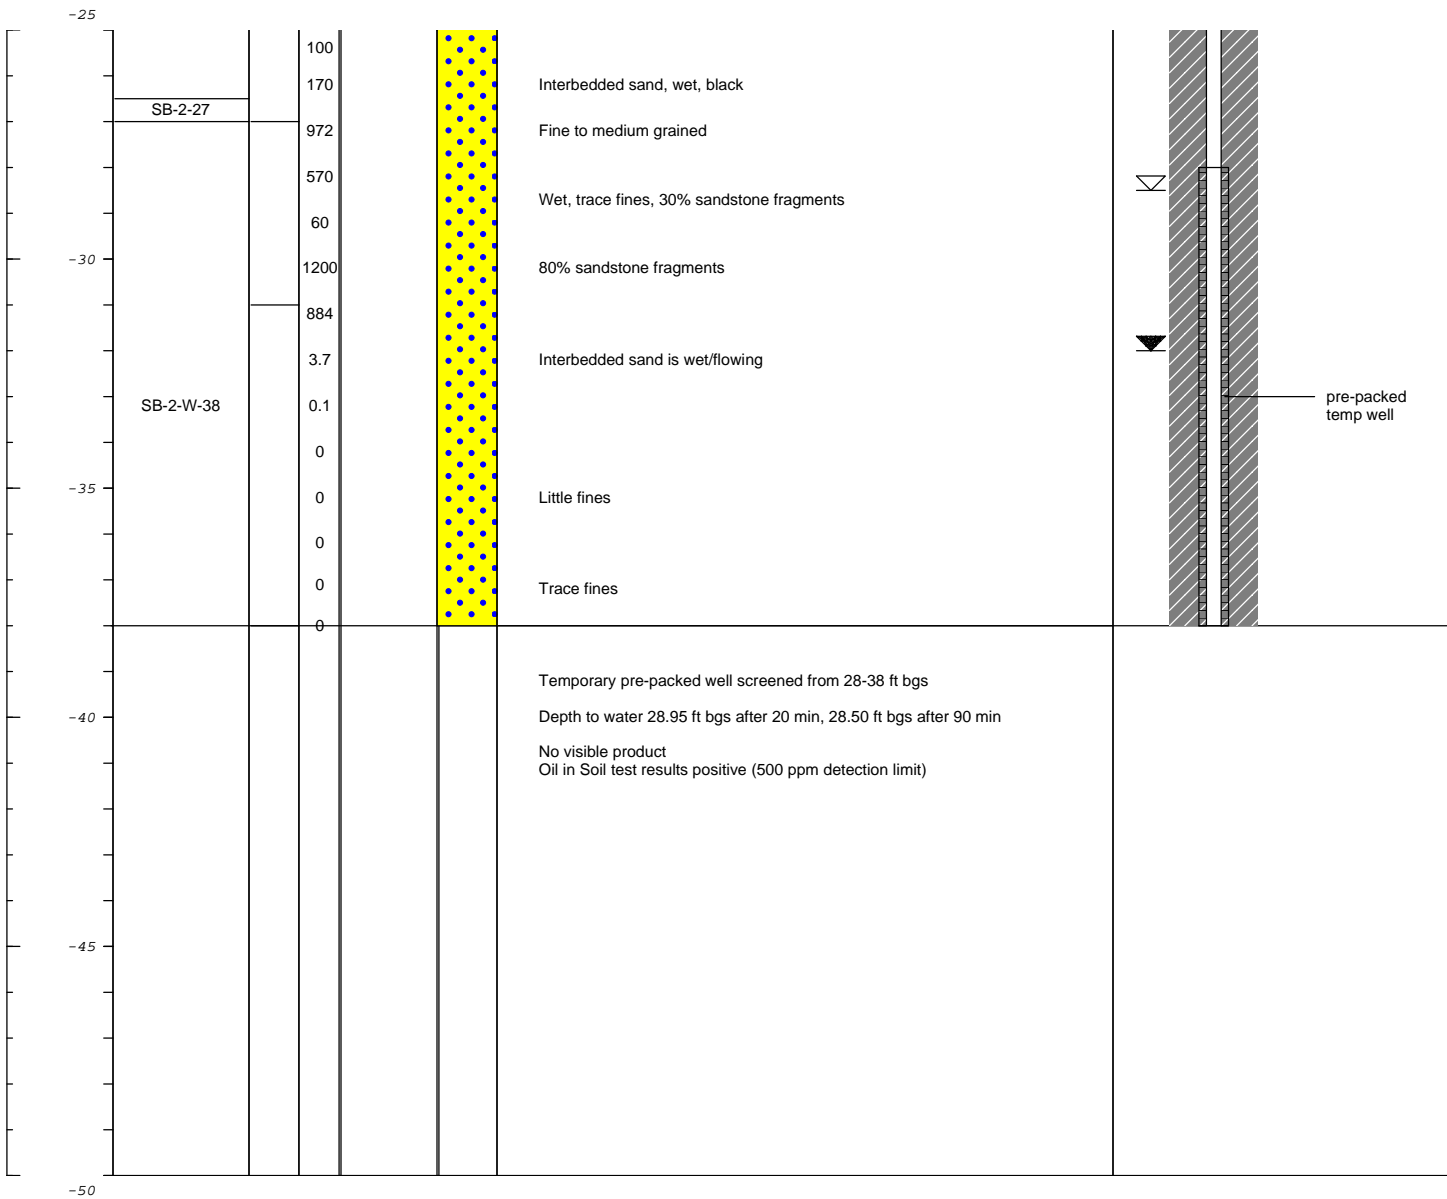 -25
100
170 Interbedded sand, wet, black
SB-2-27
972 Fine to medium grained
570
Wet, trace fines, 30% sandstone fragments
60
-30 1200 80% sandstone fragments
884
3.7 Interbedded sand is wet/flowing
SB-2-W-38 0.1 pre-packed
temp well
0
-35 0 Little fines
0
0 Trace fines
0
Temporary pre-packed well screened from 28-38 ft bgs
-40 Depth to water 28.95 ft bgs after 20 min, 28.50 ft bgs after 90 min
No visible product
Oil in Soil test results positive (500 ppm detection limit)
-45
-50